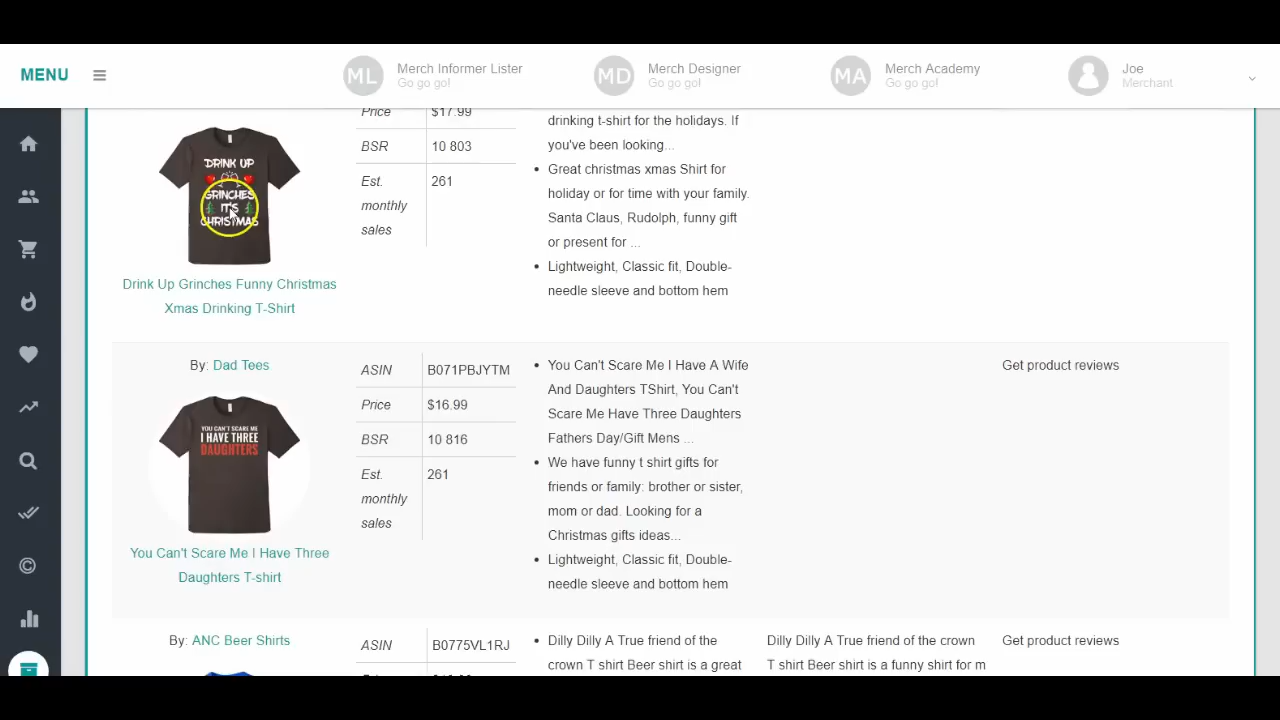 MENU
ML
Merch Informer Lister
Go go go!
MD
Merch Designer
Go go go!
MA
Merch Academy
Go go go!
Joe
Merchant
Price
$17.99
BSR
10 803
Est.
monthly
sales
261
drinking t-shirt for the holidays. If
you've been looking...
Great christmas xmas Shirt for
holiday or for time with your family.
Santa Claus, Rudolph, funny gift
or present for ...
Lightweight, Classic fit, Double-
needle sleeve and bottom hem
DRINK UP
GRINCHES
IT'S
CHRISTMAS
Drink Up Grinches Funny Christmas
Xmas Drinking T-Shirt
By: Dad Tees
YOU CAN'T SCARE ME
I HAVE THREE
DAUGHTERS
You Can't Scare Me I Have Three
Daughters T-shirt
ASIN
B071PBJYTM
Price
$16.99
BSR
10 816
Est.
monthly
sales
261
You Can't Scare Me I Have A Wife
And Daughters TShirt, You Can't
Scare Me Have Three Daughters
Fathers Day/Gift Mens ...
We have funny t shirt gifts for
friends or family: brother or sister,
mom or dad. Looking for a
Christmas gifts ideas...
Lightweight, Classic fit, Double-
needle sleeve and bottom hem
Get product reviews
By: ANC Beer Shirts
ASIN
B0775VL1RJ
Dilly Dilly A True friend of the
crown T shirt Beer shirt is a great
Dilly Dilly A True friend of the crown
T shirt Beer shirt is a funny shirt for m
Get product reviews